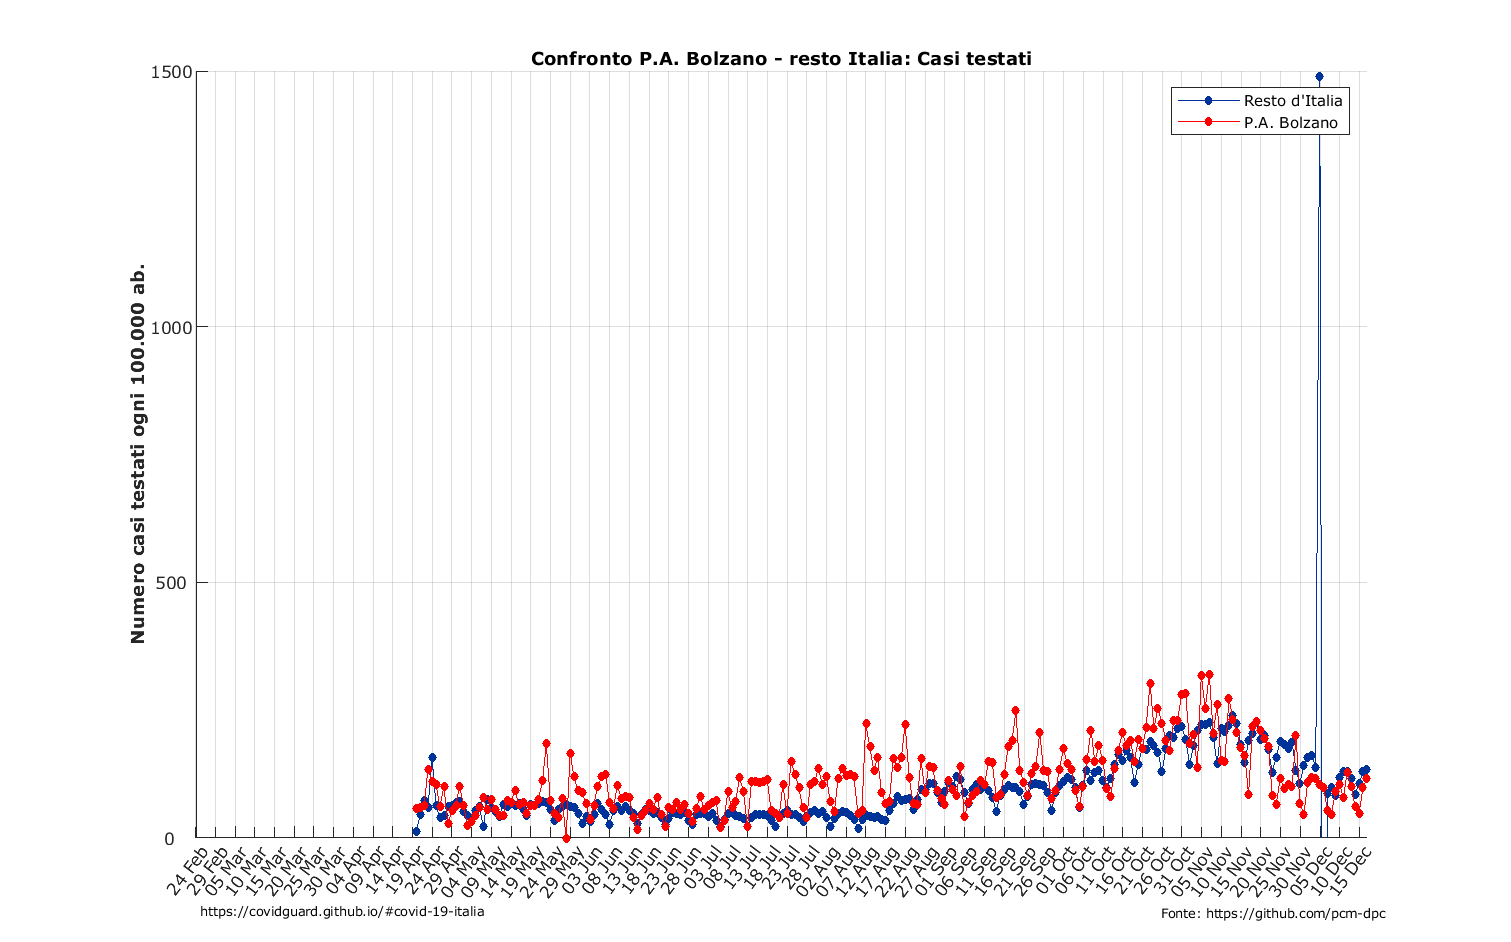 Confronto P.A. Bolzano - resto Italia: Casi testati
1500
1000
500
0
Numero casi testati ogni 100.000 ab.
Resto d'Italia
P.A. Bolzano
24 Feb
29 Feb
05 Mar
10 Mar
15 Mar
20 Mar
25 Mar
30 Mar
04 Apr
09 Apr
14 Apr
19 Apr
24 Apr
29 Apr
04 May
09 May
14 May
19 May
24 May
29 May
03 Jun
08 Jun
13 Jun
18 Jun
23 Jun
28 Jun
03 Jul
08 Jul
13 Jul
18 Jul
23 Jul
28 Jul
02 Aug
07 Aug
12 Aug
17 Aug
22 Aug
27 Aug
01 Sep
06 Sep
11 Sep
16 Sep
21 Sep
26 Sep
01 Oct
06 Oct
11 Oct
16 Oct
21 Oct
26 Oct
31 Oct
05 Nov
10 Nov
15 Nov
20 Nov
25 Nov
30 Nov
05 Dec
10 Dec
15 Dec
https://covidguard.github.io/#covid-19-italia
Fonte: https://github.com/pcm-dpc